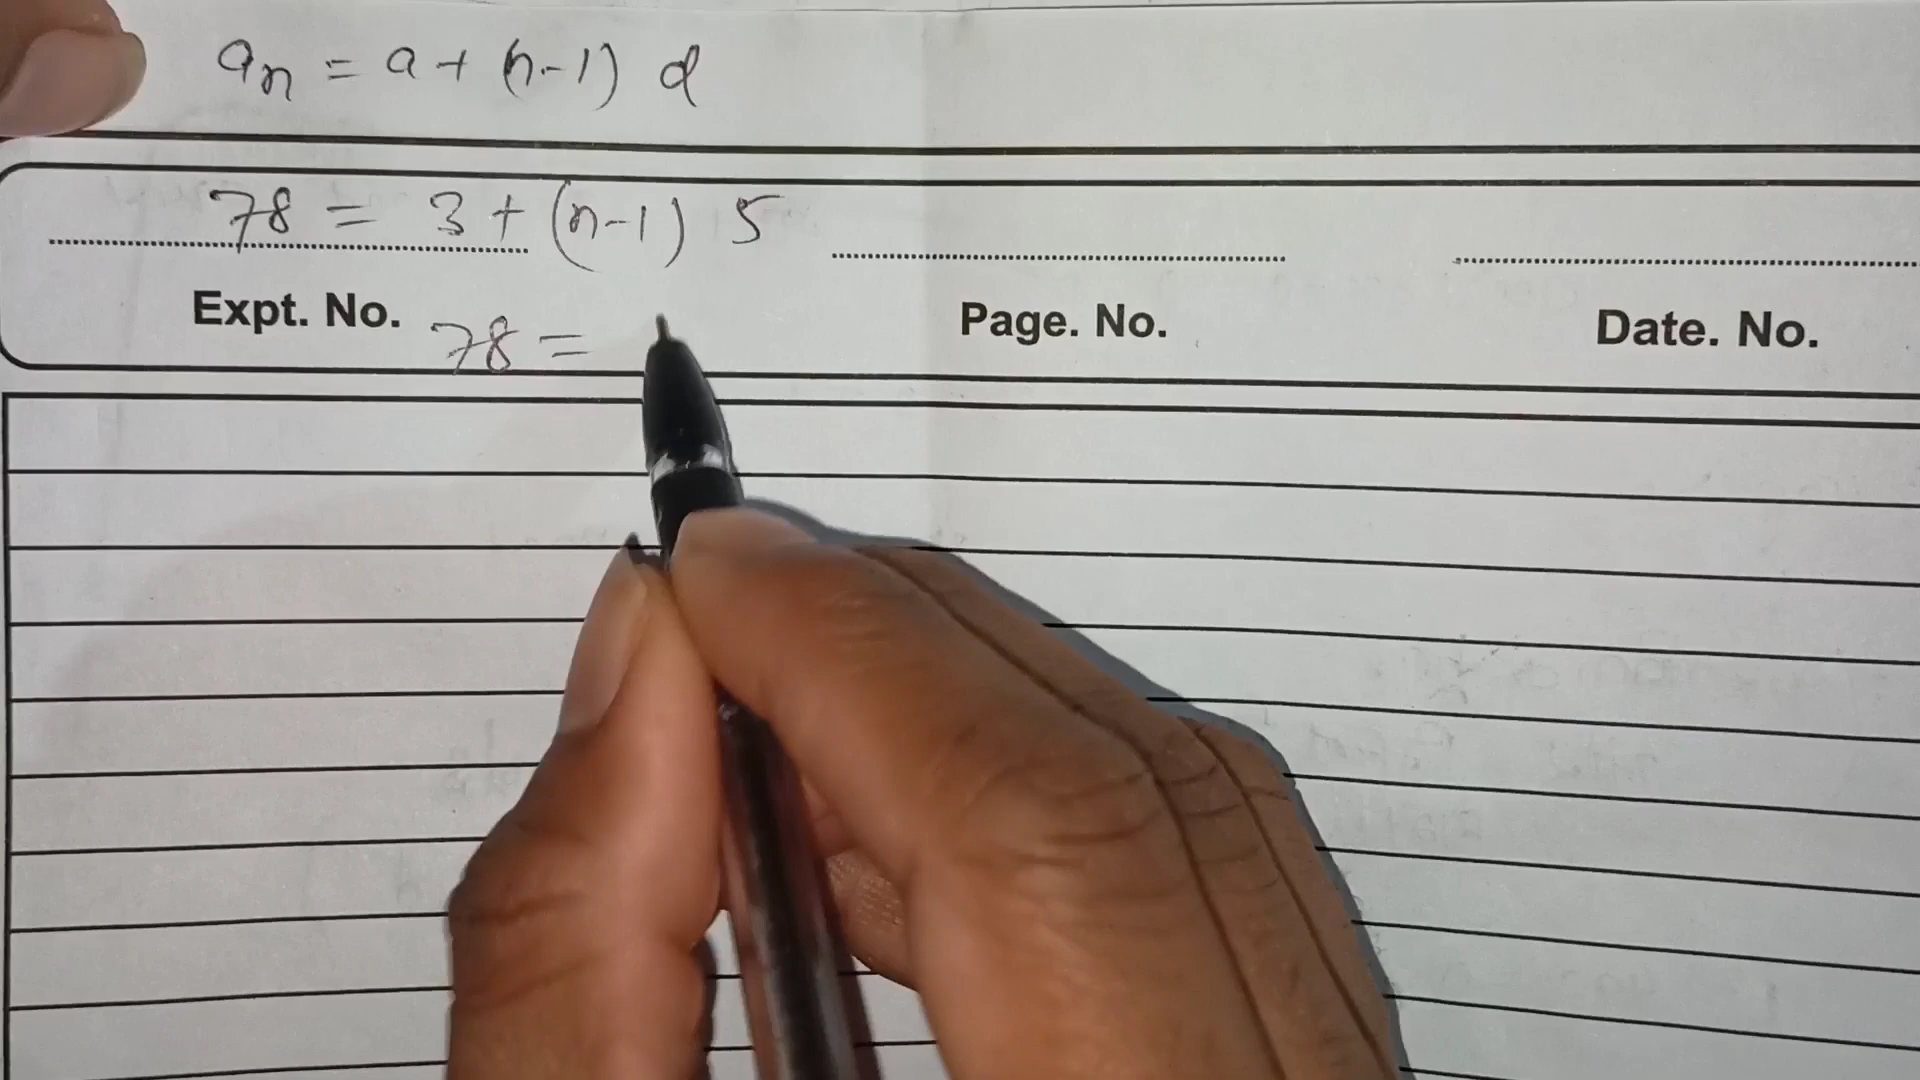 an = a + (n-1) d
78 = 3 + (n-1) 5
Expt. No.
78 =
Page. No.
Date. No.